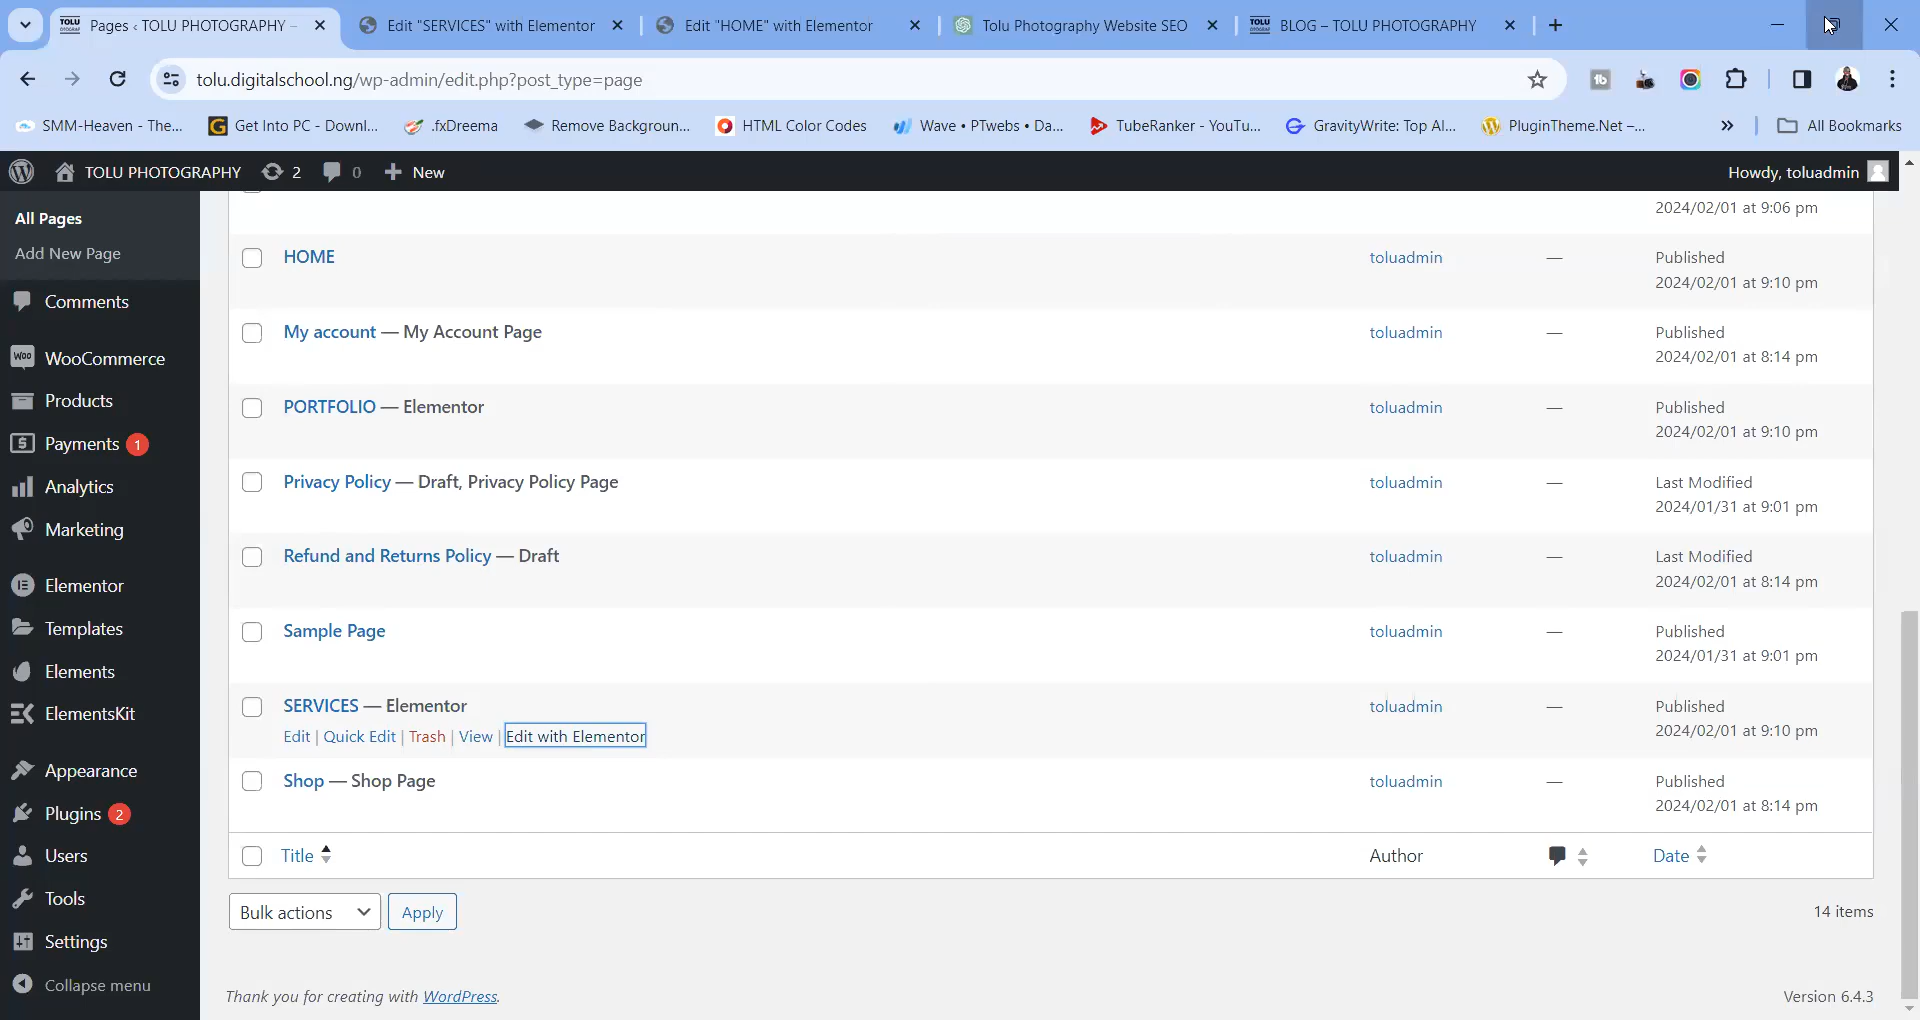 Pages ‹ TOLU PHOTOGRAPHY –
Edit "SERVICES" with Elementor
Edit "HOME" with Elementor
Tolu Photography Website SEO
TOLU
BLOG – TOLU PHOTOGRAPHY
tolu.digitalschool.ng/wp-admin/edit.php?post_type=page
SMM-Heaven - The...
Get Into PC - Downl...
.fxDreema
Remove Backgroun...
HTML Color Codes
Wave • PTwebs • Da...
TubeRanker - YouTu...
GravityWrite: Top AI...
PluginTheme.Net –...
»
All Bookmarks
TOLU PHOTOGRAPHY
2
0
New
Howdy, toluadmin
All Pages
Add New Page
Comments
WooCommerce
Products
Payments 1
Analytics
Marketing
Elementor
Templates
Elements
ElementsKit
Appearance
Plugins 2
Users
Tools
Settings
Collapse menu
2024/02/01 at 9:06 pm
HOME
toluadmin
—
Published
2024/02/01 at 9:10 pm
My account — My Account Page
toluadmin
—
Published
2024/02/01 at 8:14 pm
PORTFOLIO — Elementor
toluadmin
—
Published
2024/02/01 at 9:10 pm
Privacy Policy — Draft, Privacy Policy Page
toluadmin
—
Last Modified
2024/01/31 at 9:01 pm
Refund and Returns Policy — Draft
toluadmin
—
Last Modified
2024/02/01 at 8:14 pm
Sample Page
toluadmin
—
Published
2024/01/31 at 9:01 pm
SERVICES — Elementor
Edit | Quick Edit | Trash | View | Edit with Elementor
toluadmin
—
Published
2024/02/01 at 9:10 pm
Shop — Shop Page
toluadmin
—
Published
2024/02/01 at 8:14 pm
Title
Author
Date
Bulk actions
Apply
14 items
Thank you for creating with WordPress.
Version 6.4.3